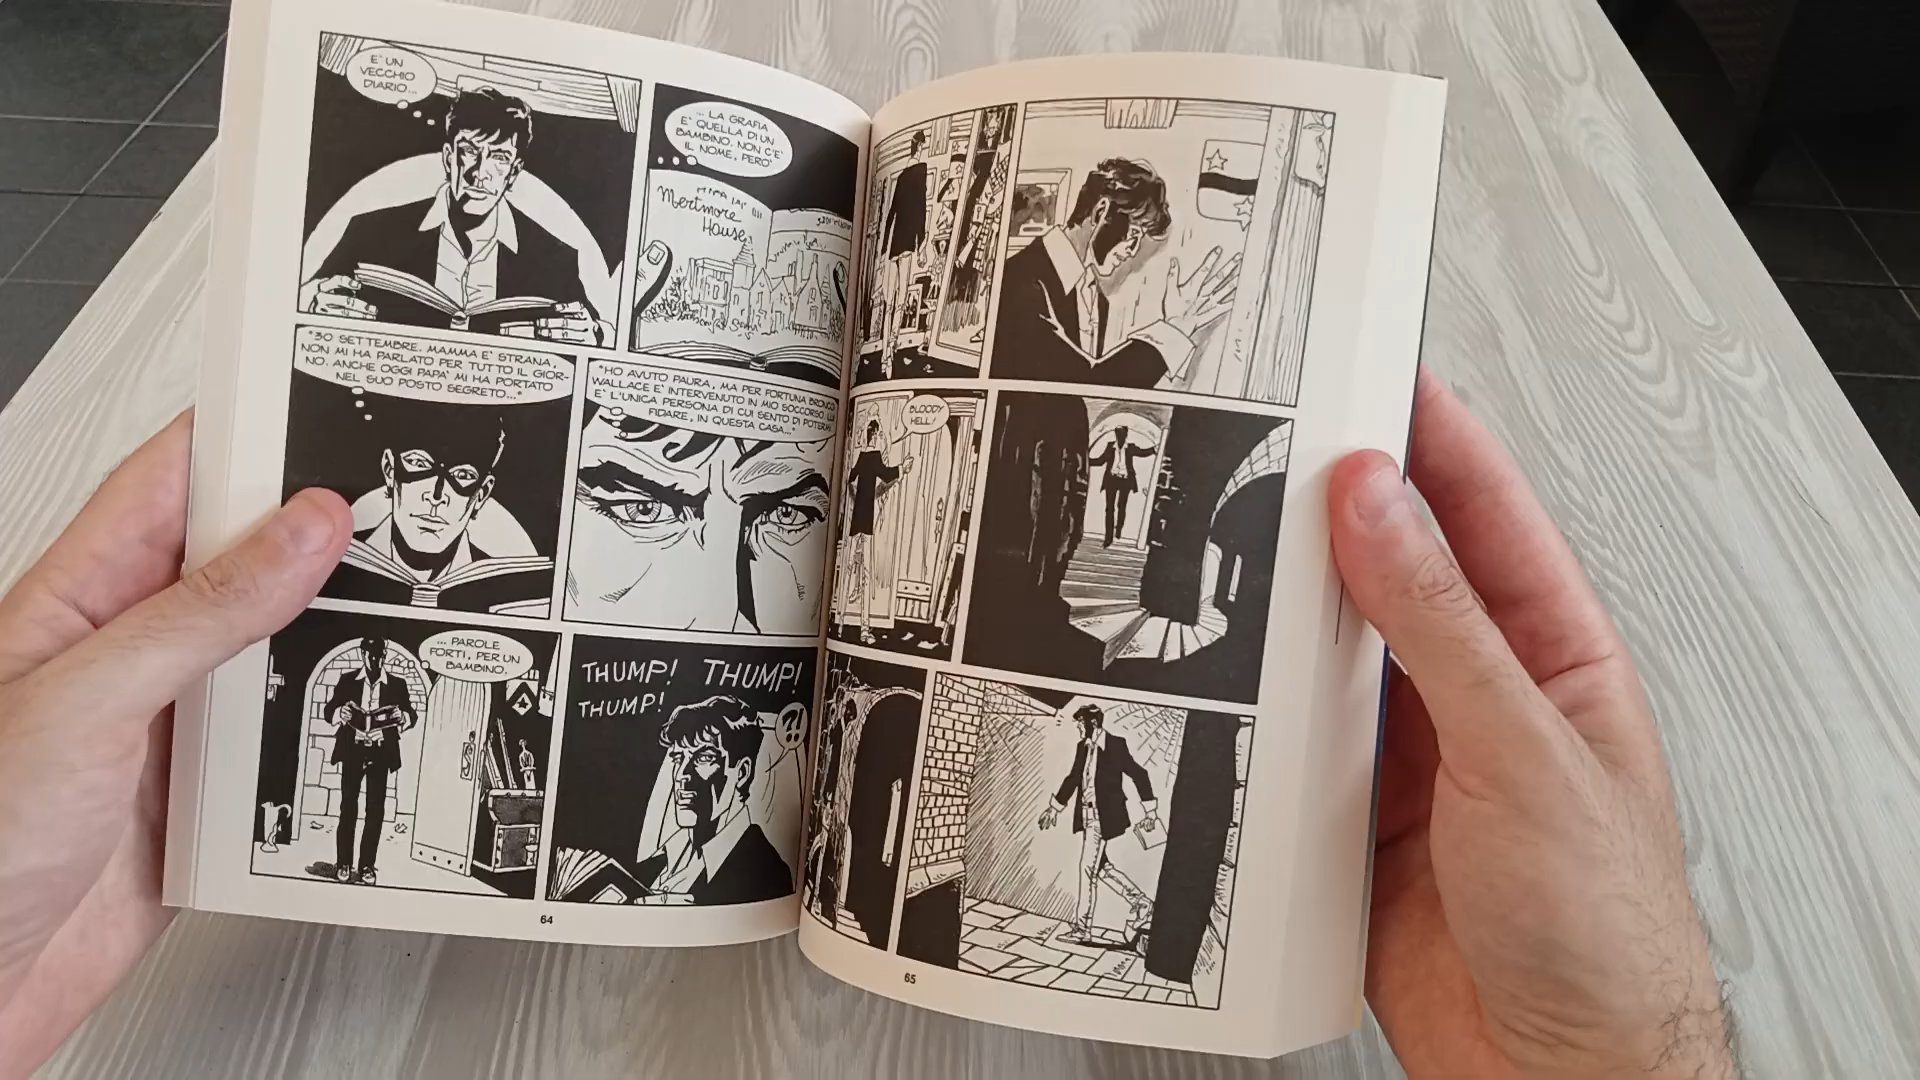 E' UN
VECCHIO
DIARIO...
... LA GRAFIA
E' QUELLA DI UN
BAMBINO. NON C'E'
IL NOME, PERO'
Mertmore
House
"30 SETTEMBRE. MAMMA E' STRANA,
NON MI HA PARLATO PER TUTTO IL GIOR-
NO. ANCHE OGGI PAPA' MI HA PORTATO
NEL SUO POSTO SEGRETO..."
"HO AVUTO PAURA, MA PER FORTUNA BRONCO
WALLACE E' INTERVENUTO IN MIO SOCCORSO.
E' L'UNICA PERSONA DI CUI SENTO DI POTERMI
FIDARE, IN QUESTA CASA..."
... PAROLE
FORTI, PER UN
BAMBINO.
THUMP! THUMP!
THUMP!
?!
64
BLOODY
HELL!
65